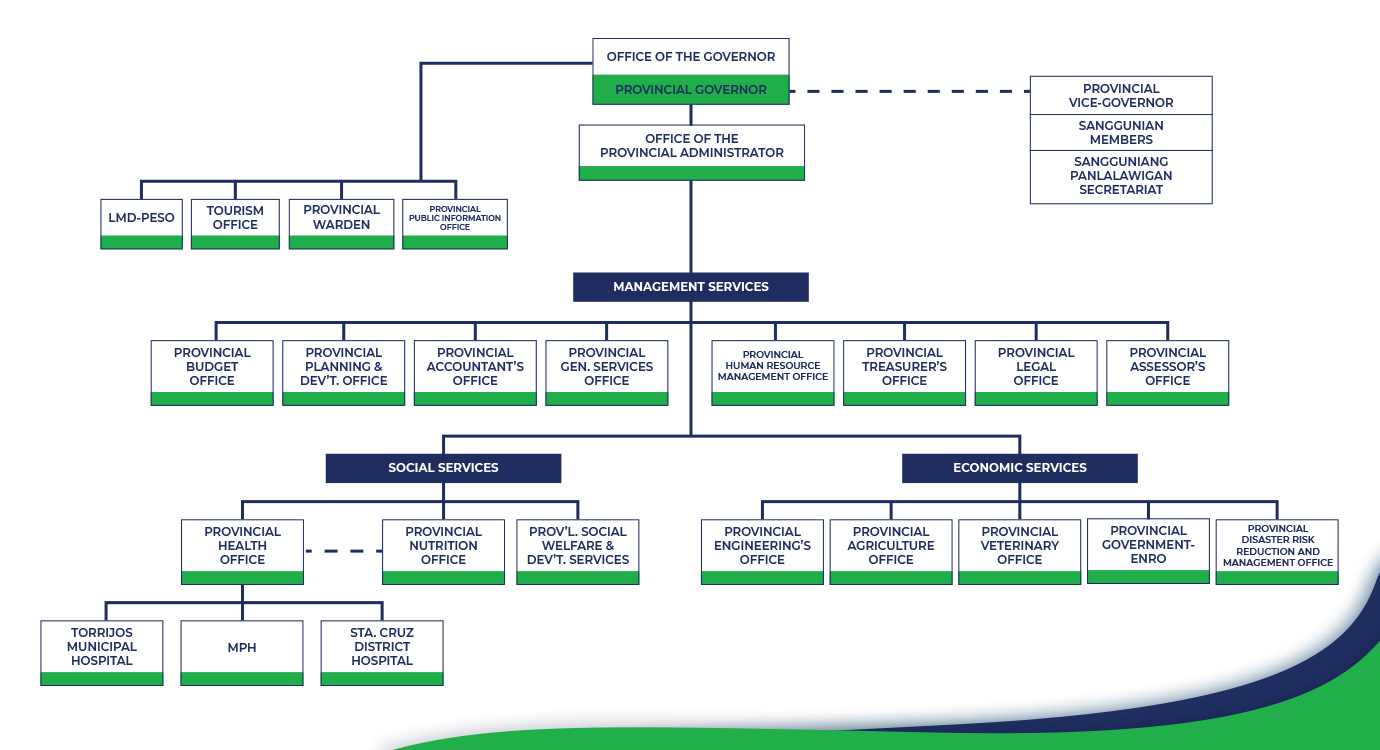 OFFICE OF THE GOVERNOR
PROVINCIAL GOVERNOR
PROVINCIAL
VICE-GOVERNOR
SANGGUNIAN
MEMBERS
SANGGUNIANG
PANLALAWIGAN
SECRETARIAT
OFFICE OF THE
PROVINCIAL ADMINISTRATOR
LMD-PESO
TOURISM
OFFICE
PROVINCIAL
WARDEN
PROVINCIAL
PUBLIC INFORMATION
OFFICE
MANAGEMENT SERVICES
PROVINCIAL
BUDGET
OFFICE
PROVINCIAL
PLANNING &
DEV'T. OFFICE
PROVINCIAL
ACCOUNTANT'S
OFFICE
PROVINCIAL
GEN. SERVICES
OFFICE
PROVINCIAL
HUMAN RESOURCE
MANAGEMENT OFFICE
PROVINCIAL
TREASURER'S
OFFICE
PROVINCIAL
LEGAL
OFFICE
PROVINCIAL
ASSESSOR'S
OFFICE
SOCIAL SERVICES
ECONOMIC SERVICES
PROVINCIAL
HEALTH
OFFICE
PROVINCIAL
NUTRITION
OFFICE
PROV'L. SOCIAL
WELFARE &
DEV'T. SERVICES
PROVINCIAL
ENGINEERING'S
OFFICE
PROVINCIAL
AGRICULTURE
OFFICE
PROVINCIAL
VETERINARY
OFFICE
PROVINCIAL
GOVERNMENT-
ENRO
PROVINCIAL
DISASTER RISK
REDUCTION AND
MANAGEMENT OFFICE
TORRIJOS
MUNICIPAL
HOSPITAL
MPH
STA. CRUZ
DISTRICT
HOSPITAL